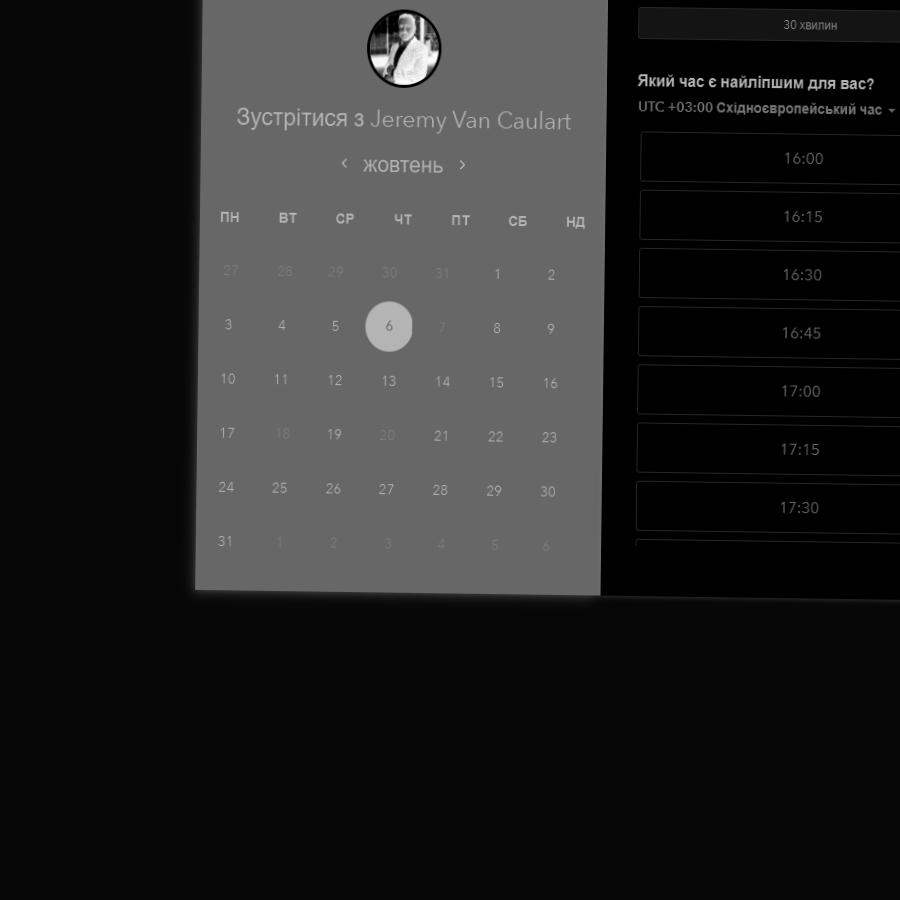 Зустрітися з Jeremy Van Caulart
‹ жовтень ›
ПН ВТ СР ЧТ ПТ СБ НД
27 28 29 30 31 1 2
3 4 5 6 7 8 9
10 11 12 13 14 15 16
17 18 19 20 21 22 23
24 25 26 27 28 29 30
31 1 2 3 4 5 6
30 хвилин
Який час є найліпшим для вас?
UTC +03:00 Східноєвропейський час
16:00
16:15
16:30
16:45
17:00
17:15
17:30